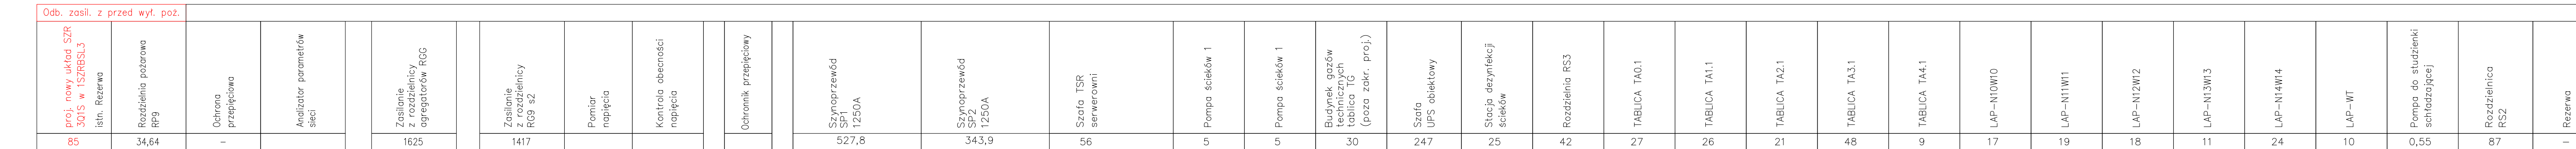 Odb. zasil. z przed wył. poż.
proj. nowy układ SZR
3Q1S w 1SZRBSL3
istn. Rezerwa
85
Rozdzielnia pożarowa
RP9
34,64
Ochrona
przepięciowa
–
Analizator parametrów
sieci
Zasilanie
z rozdzielnicy
agregatorów RGG
1625
Zasilanie
z rozdzielnicy
RG9 s2
1417
Pomiar
napięcia
Kontrola obecności
napięcia
Ochronnik przepięciowy
Szynoprzewód
SP1
1250A
527,8
Szynoprzewód
SP2
1250A
343,9
Szafa TSR
serwerowni
56
Pompa ścieków 1
5
Pompa ścieków 1
5
Budynek gazów
technicznych
tablica TG
(poza zakr. proj.)
30
Szafa
UPS obiektowy
247
Stacja dezynfekcji
ścieków
25
Rozdzielnia RS3
42
TABLICA TA0.1
27
TABLICA TA1.1
26
TABLICA TA2.1
21
TABLICA TA3.1
48
TABLICA TA4.1
9
LAP-N10W10
17
LAP-N11W11
19
LAP-N12W12
18
LAP-N13W13
11
LAP-N14W14
24
LAP-WT
10
Pompa do studzienki
schładzającej
0,55
Rozdzielnica
RS2
87
Rezerwa
–